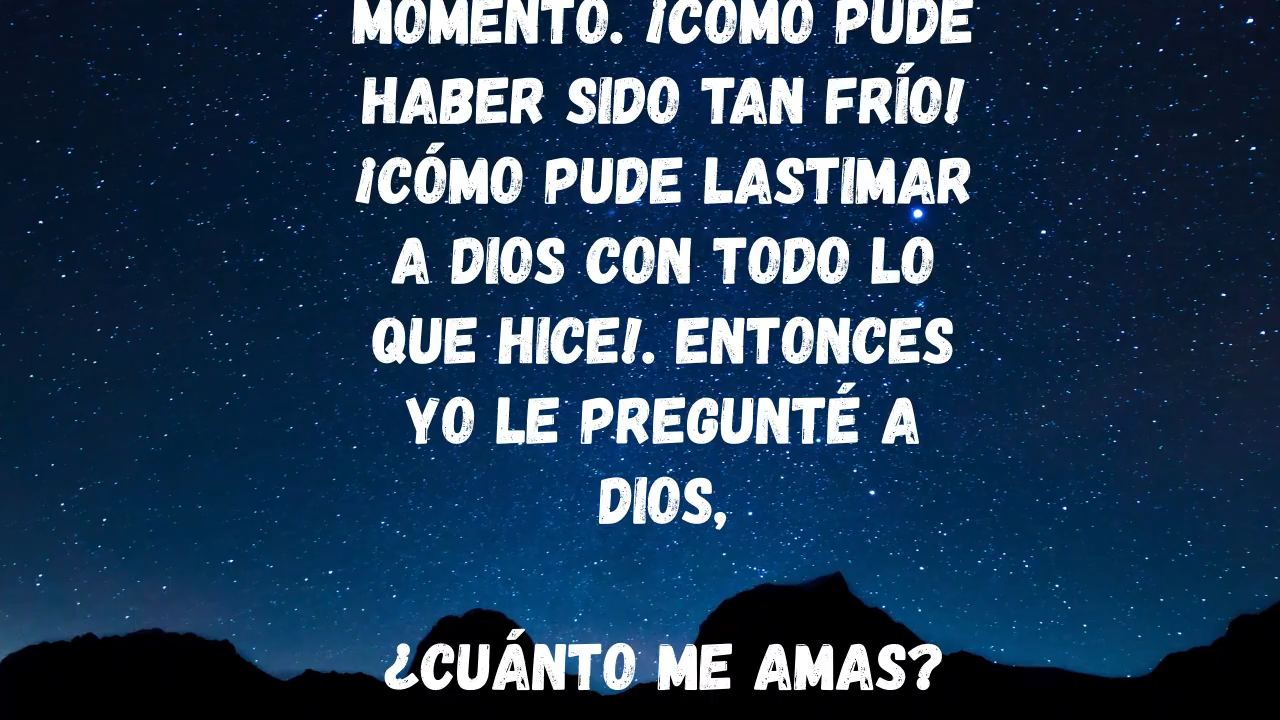 MOMENTO. ¡CÓMO PUDE
HABER SIDO TAN FRÍO!
¡CÓMO PUDE LASTIMAR
A DIOS CON TODO LO
QUE HICE!. ENTONCES
YO LE PREGUNTÉ A
DIOS,
¿CUÁNTO ME AMAS?